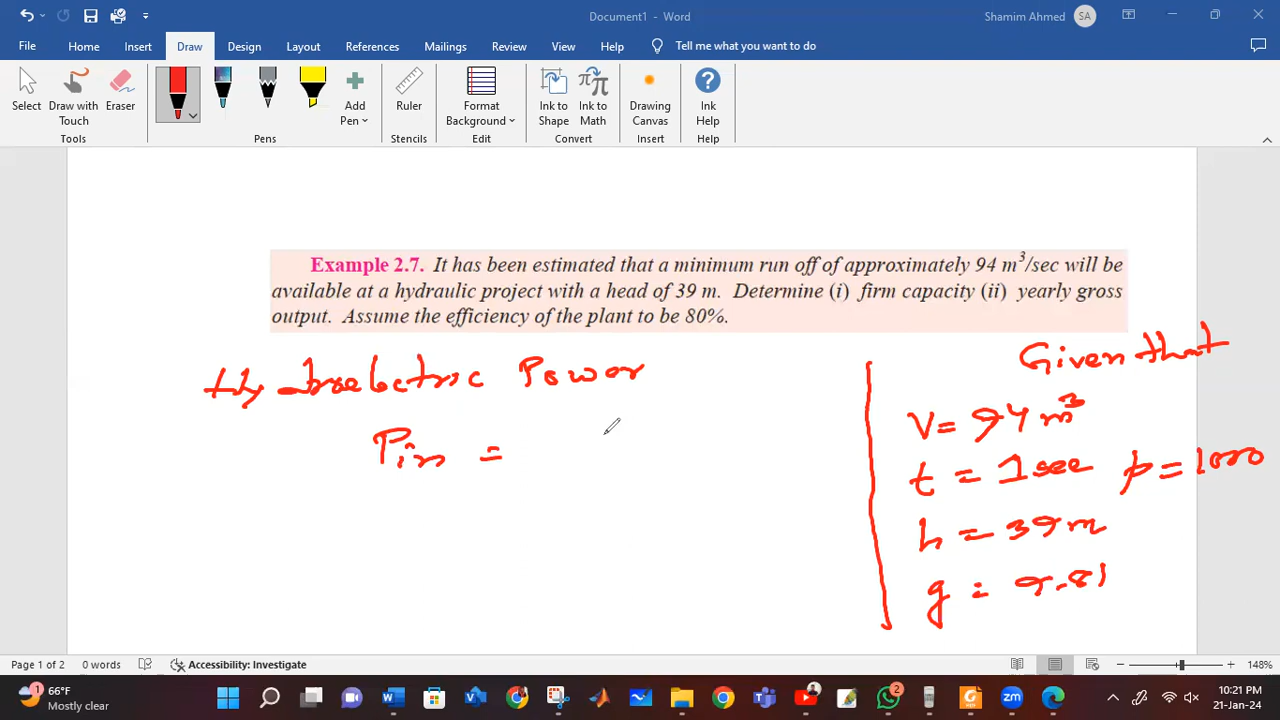 Document1 - Word
Shamim Ahmed
SA
File Home Insert Draw Design Layout References Mailings Review View Help Tell me what you want to do
Select
Draw with Touch
Eraser
Add Pen
Ruler
Format Background
Ink to Shape
Ink to Math
Drawing Canvas
Ink Help
Tools Pens Stencils Edit Convert Insert Help
Example 2.7. It has been estimated that a minimum run off of approximately 94 m³/sec will be
available at a hydraulic project with a head of 39 m. Determine (i) firm capacity (ii) yearly gross
output. Assume the efficiency of the plant to be 80%.
Hydroelectric Power
Pin =
Given that
V = 94 m³
t = 1 sec ρ = 1000
h = 39 m
g = 9.81
Page 1 of 2 0 words Accessibility: Investigate 148%
1
66°F
Mostly clear
2
10:21 PM
21-Jan-24